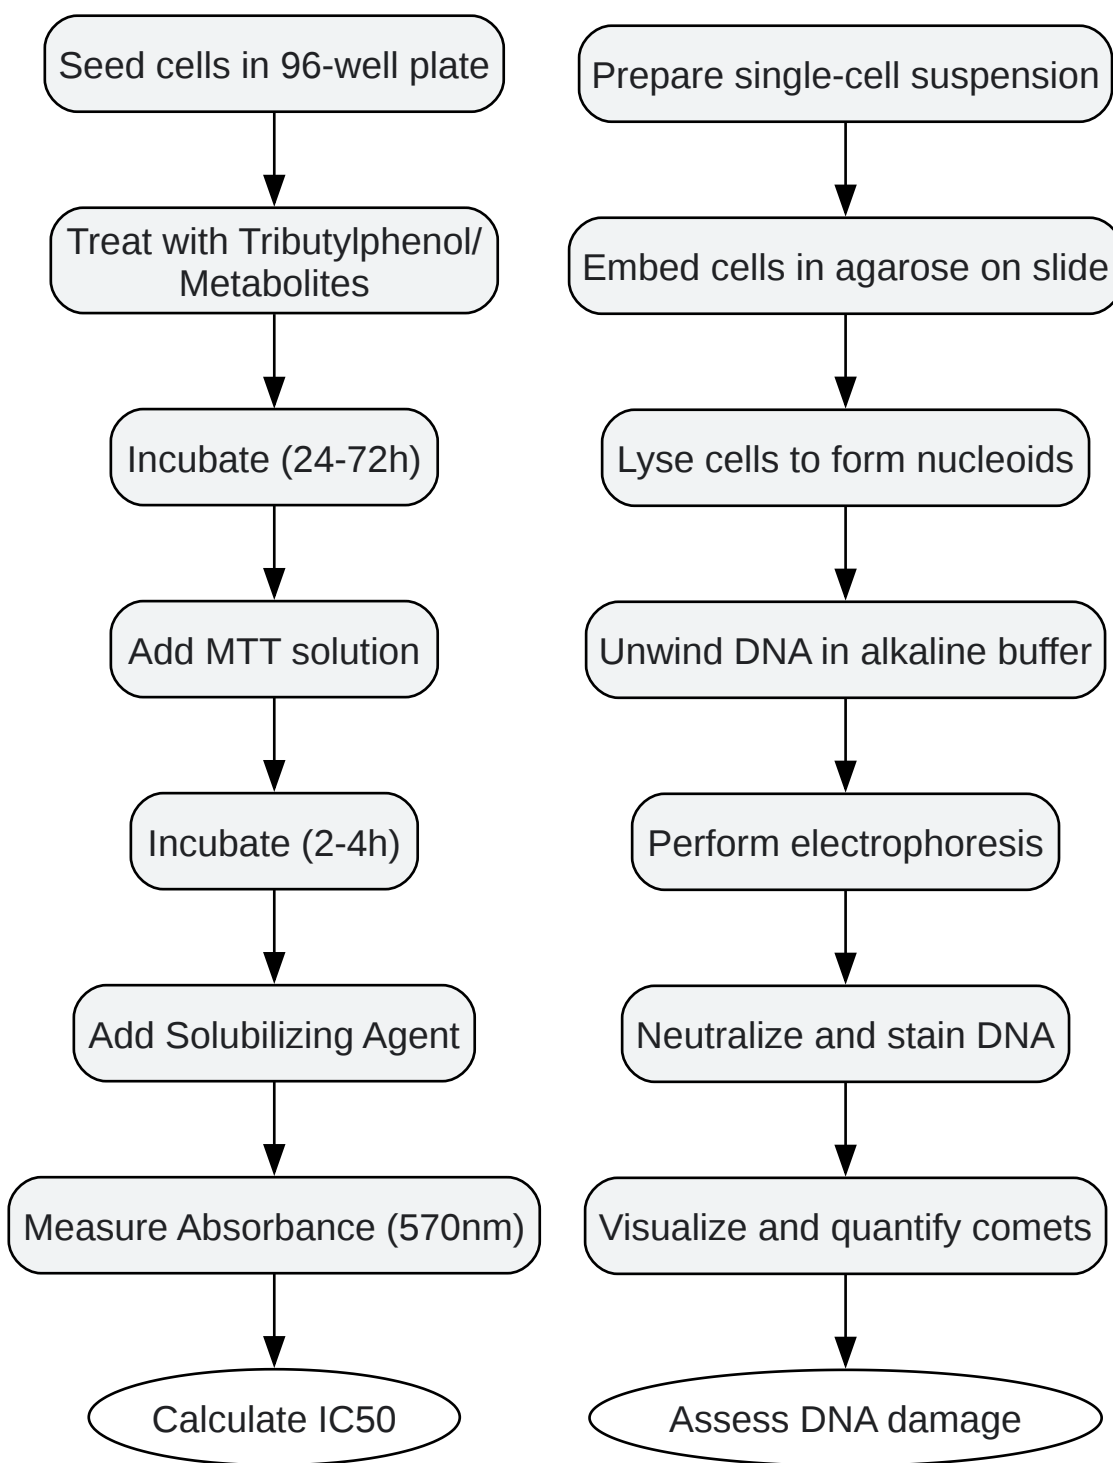 Seed cells in 96-well plate
Treat with Tributylphenol/
Metabolites
Incubate (24-72h)
Add MTT solution
Incubate (2-4h)
Add Solubilizing Agent
Measure Absorbance (570nm)
Calculate IC50
Prepare single-cell suspension
Embed cells in agarose on slide
Lyse cells to form nucleoids
Unwind DNA in alkaline buffer
Perform electrophoresis
Neutralize and stain DNA
Visualize and quantify comets
Assess DNA damage